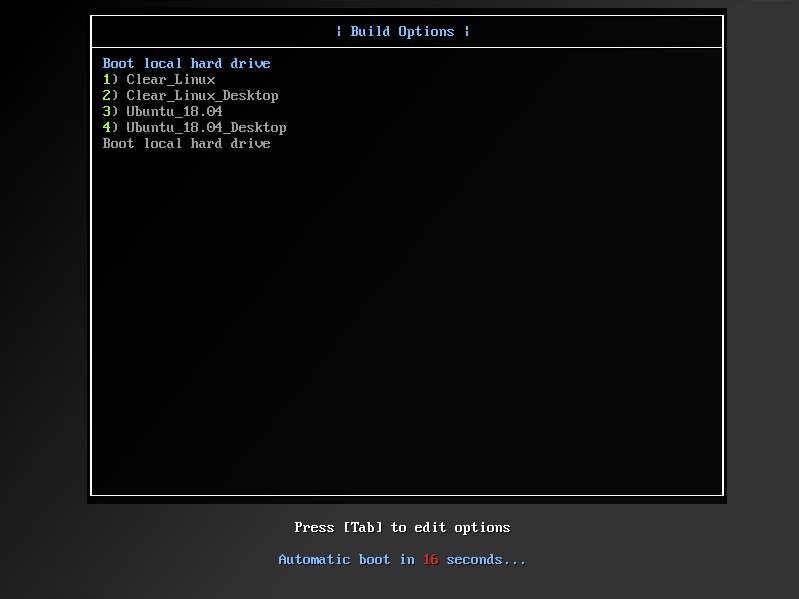 ¦ Build Options ¦
Boot local hard drive
1) Clear_Linux
2) Clear_Linux_Desktop
3) Ubuntu_18.04
4) Ubuntu_18.04_Desktop
Boot local hard drive
Press [Tab] to edit options
Automatic boot in 16 seconds...